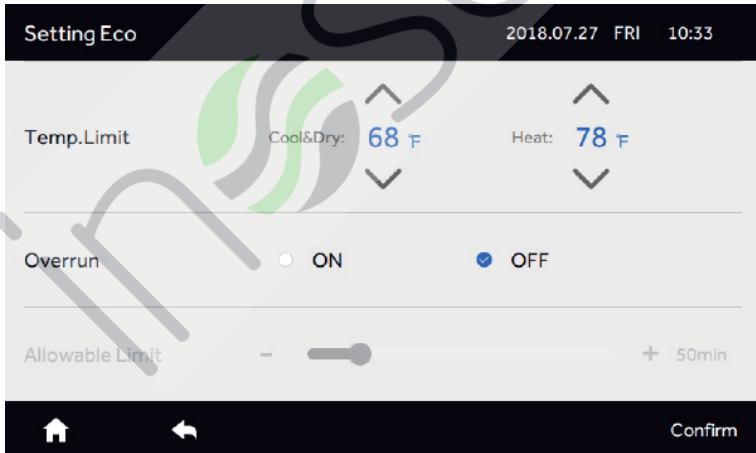 Setting Eco 2018.07.27 FRI 10:33
Temp.Limit Cool&Dry: 68 °F Heat: 78 °F
Overrun ON OFF
Allowable Limit - + 50min
Confirm